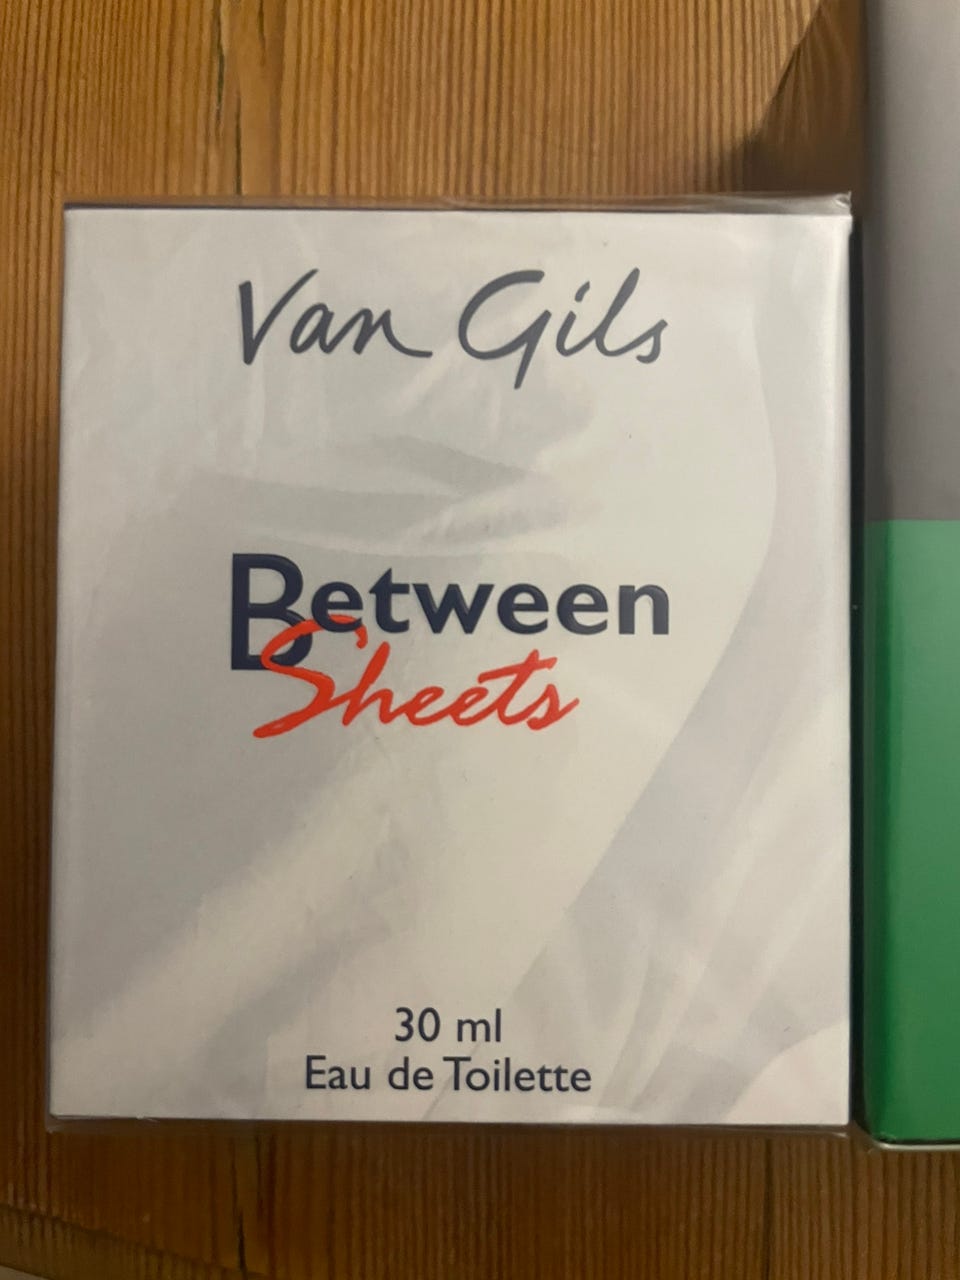 Van Gils
Between
Sheets
30 ml
Eau de Toilette